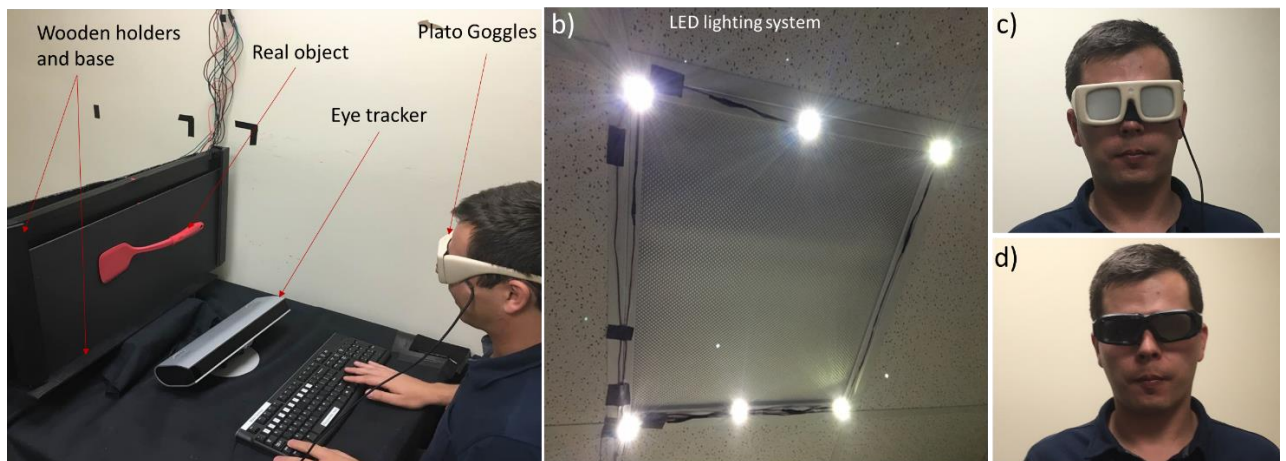 Wooden holders
and base
Real object
Plato Goggles
Eye tracker
b)
LED lighting system
c)
d)